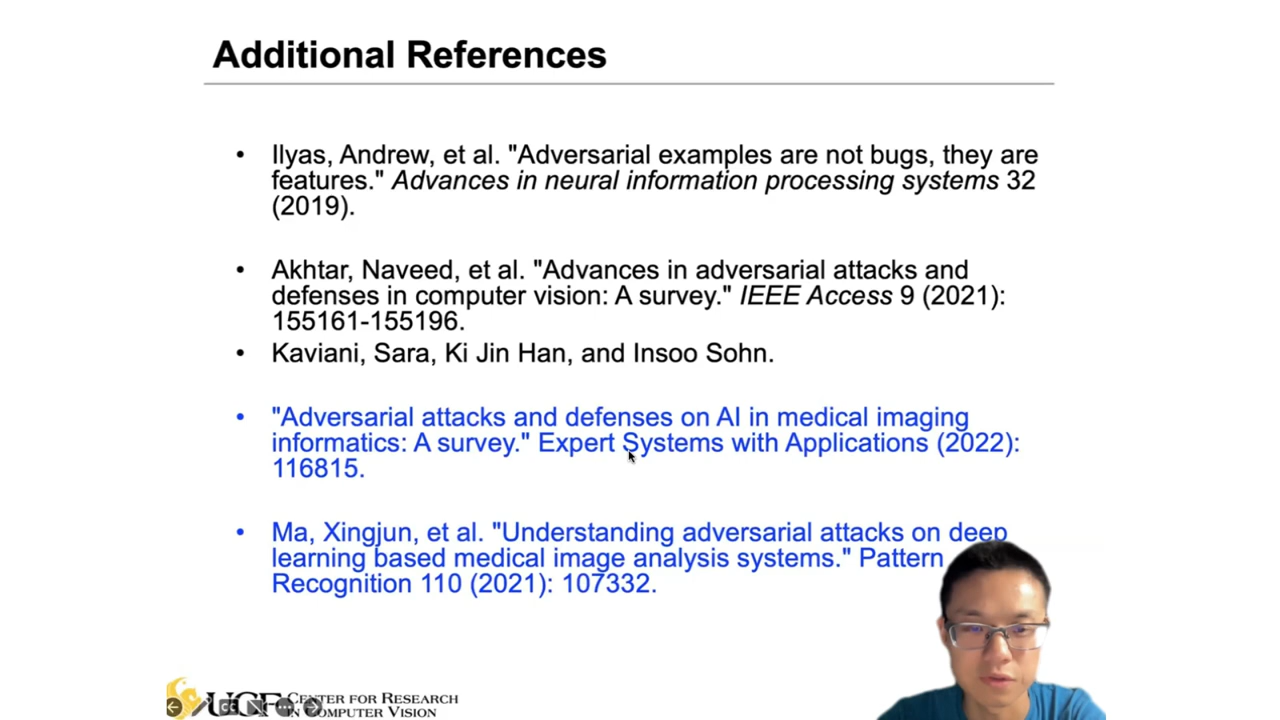 Additional References
• Ilyas, Andrew, et al. "Adversarial examples are not bugs, they are
features." Advances in neural information processing systems 32
(2019).
• Akhtar, Naveed, et al. "Advances in adversarial attacks and
defenses in computer vision: A survey." IEEE Access 9 (2021):
155161-155196.
• Kaviani, Sara, Ki Jin Han, and Insoo Sohn.
• "Adversarial attacks and defenses on AI in medical imaging
informatics: A survey." Expert Systems with Applications (2022):
116815.
• Ma, Xingjun, et al. "Understanding adversarial attacks on deep
learning based medical image analysis systems." Pattern
Recognition 110 (2021): 107332.
UCF CENTER FOR RESEARCH
IN COMPUTER VISION